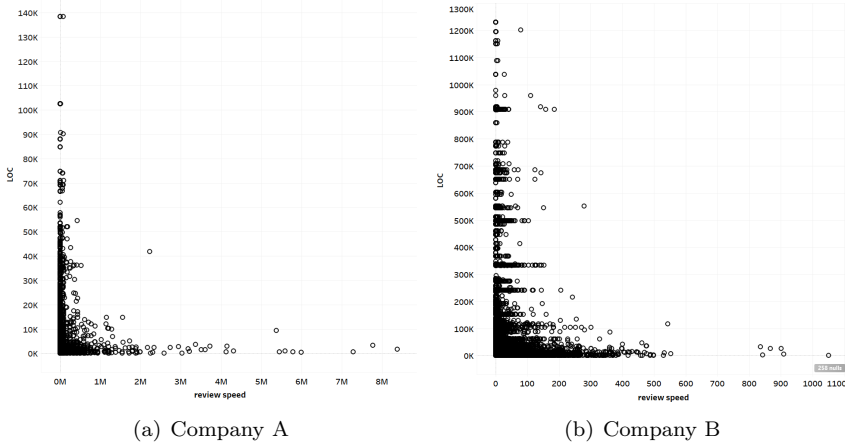 140K
130K
120K
110K
100K
90K
80K
70K
60K
50K
40K
30K
20K
10K
0K
LOC
0M 1M 2M 3M 4M 5M 6M 7M 8M
review speed
(a) Company A
1300K
1200K
1100K
1000K
900K
800K
700K
600K
500K
400K
300K
200K
100K
0K
LOC
258 nulls
0 100 200 300 400 500 600 700 800 900 1000 1100
review speed
(b) Company B